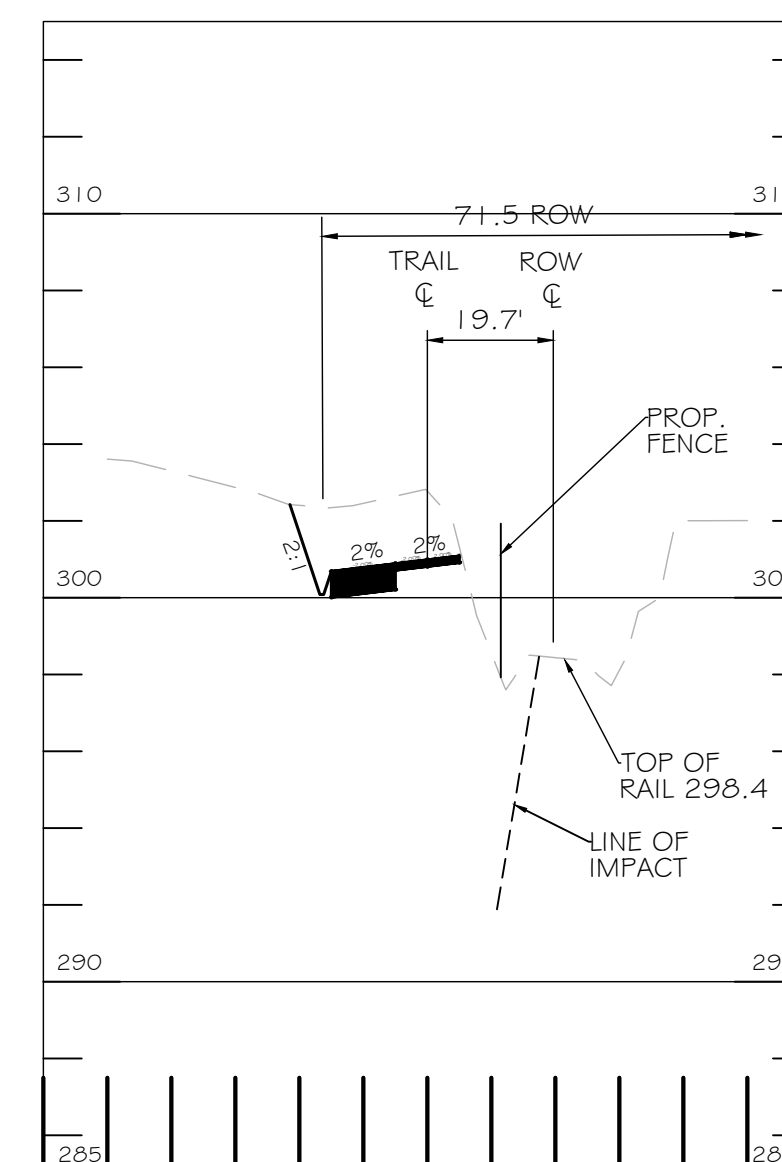 310
31
71.5 ROW
TRAIL
℄
ROW
℄
19.7'
PROP.
FENCE
2:1
2%
2%
300
30
TOP OF
RAIL 298.4
LINE OF
IMPACT
290
29
285
28